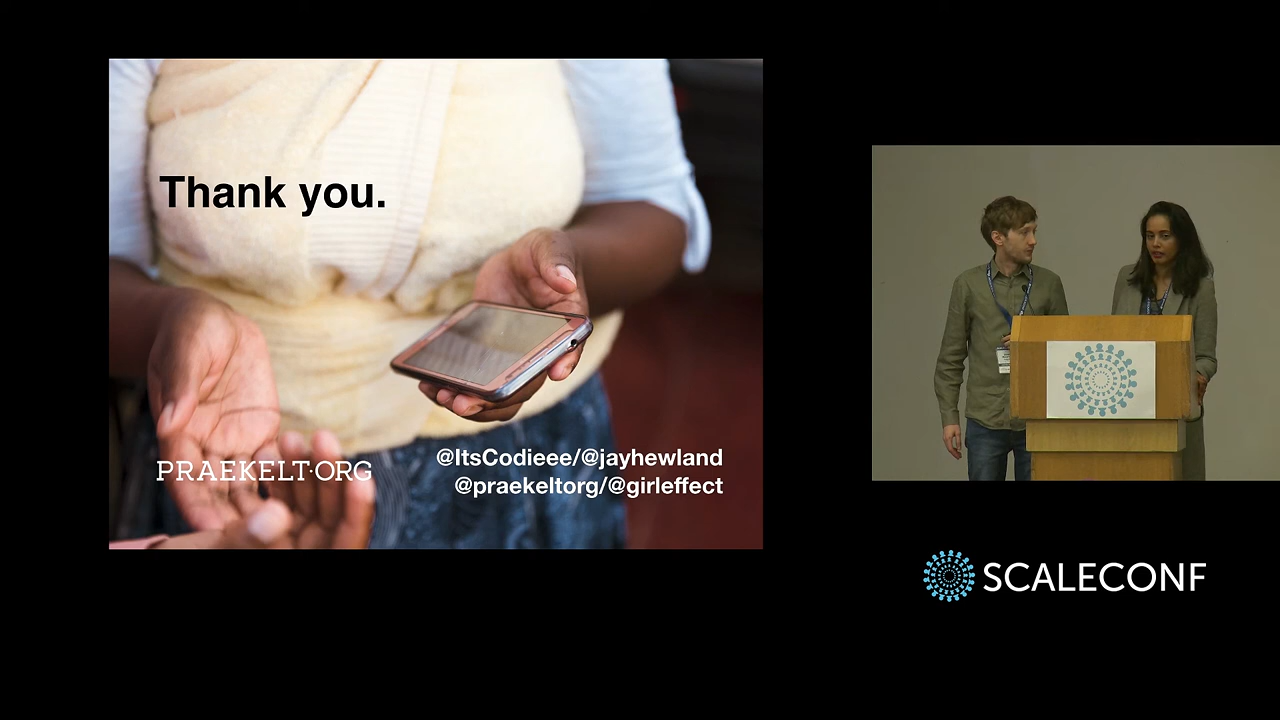 Thank you.
PRAEKELT.ORG
@ItsCodieee/@jayhewland
@praekeltorg/@girleffect
SCALECONF